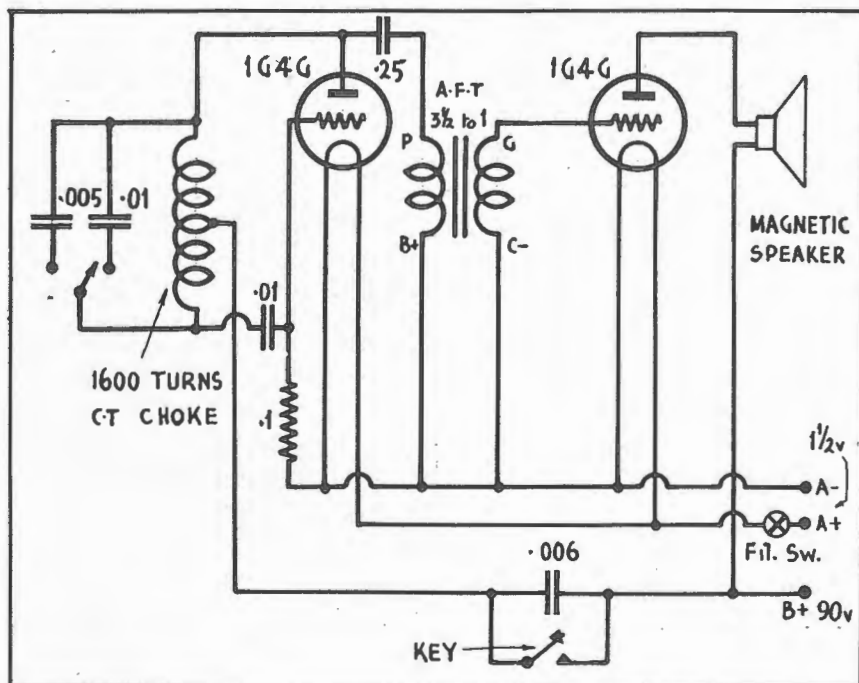 1G4G
·25
1G4G
A·F·T
3½ to 1
P
G
·005
·01
B+
C-
MAGNETIC
SPEAKER
·01
1600 TURNS
C·T CHOKE
·1
1½v
A-
A+
·006
Fil. Sw.
B+ 90v
KEY